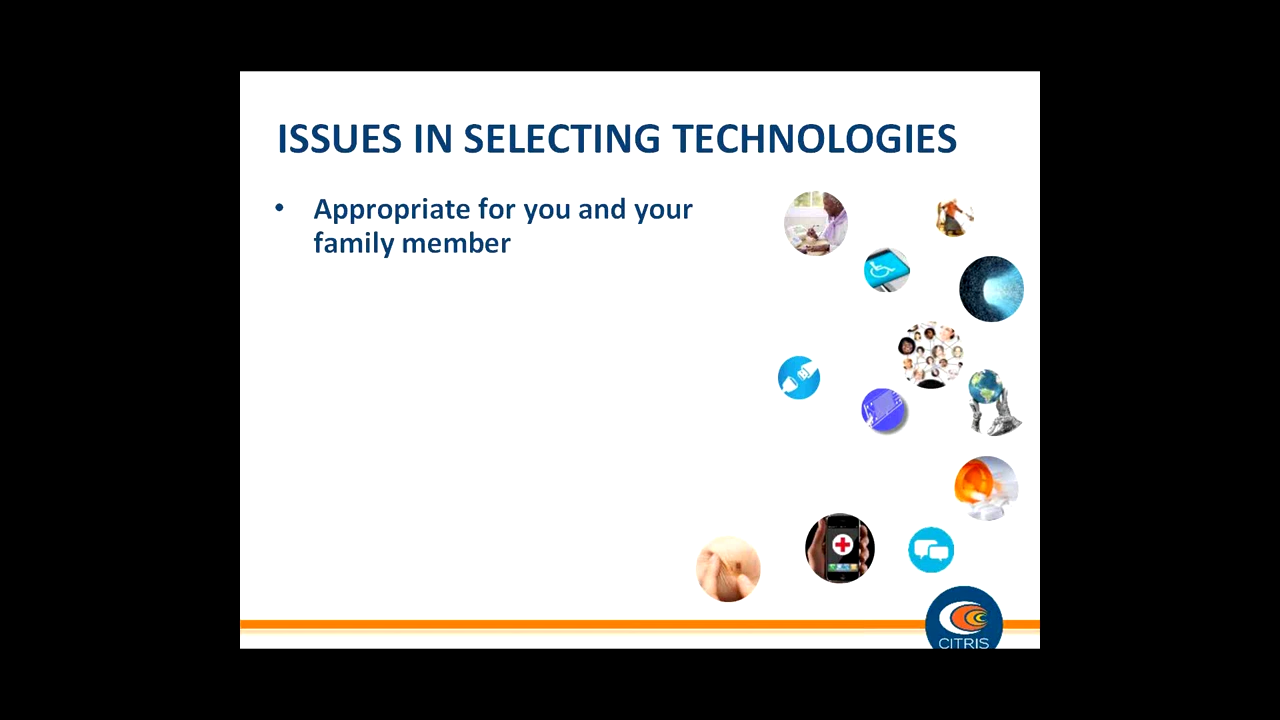 ISSUES IN SELECTING TECHNOLOGIES
• Appropriate for you and your
family member
CITRIS